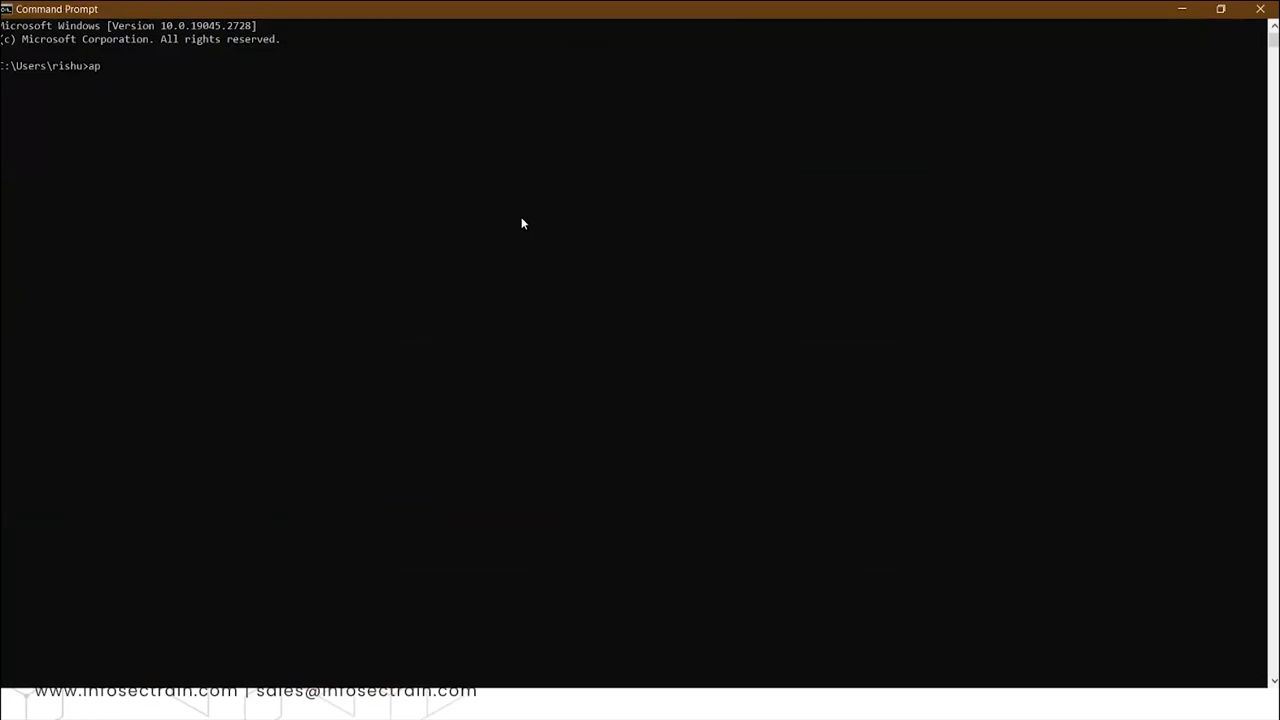 Command Prompt
Microsoft Windows [Version 10.0.19045.2728]
(c) Microsoft Corporation. All rights reserved.
C:\Users\rishu>ap
www.infosectrain.com | sales@infosectrain.com